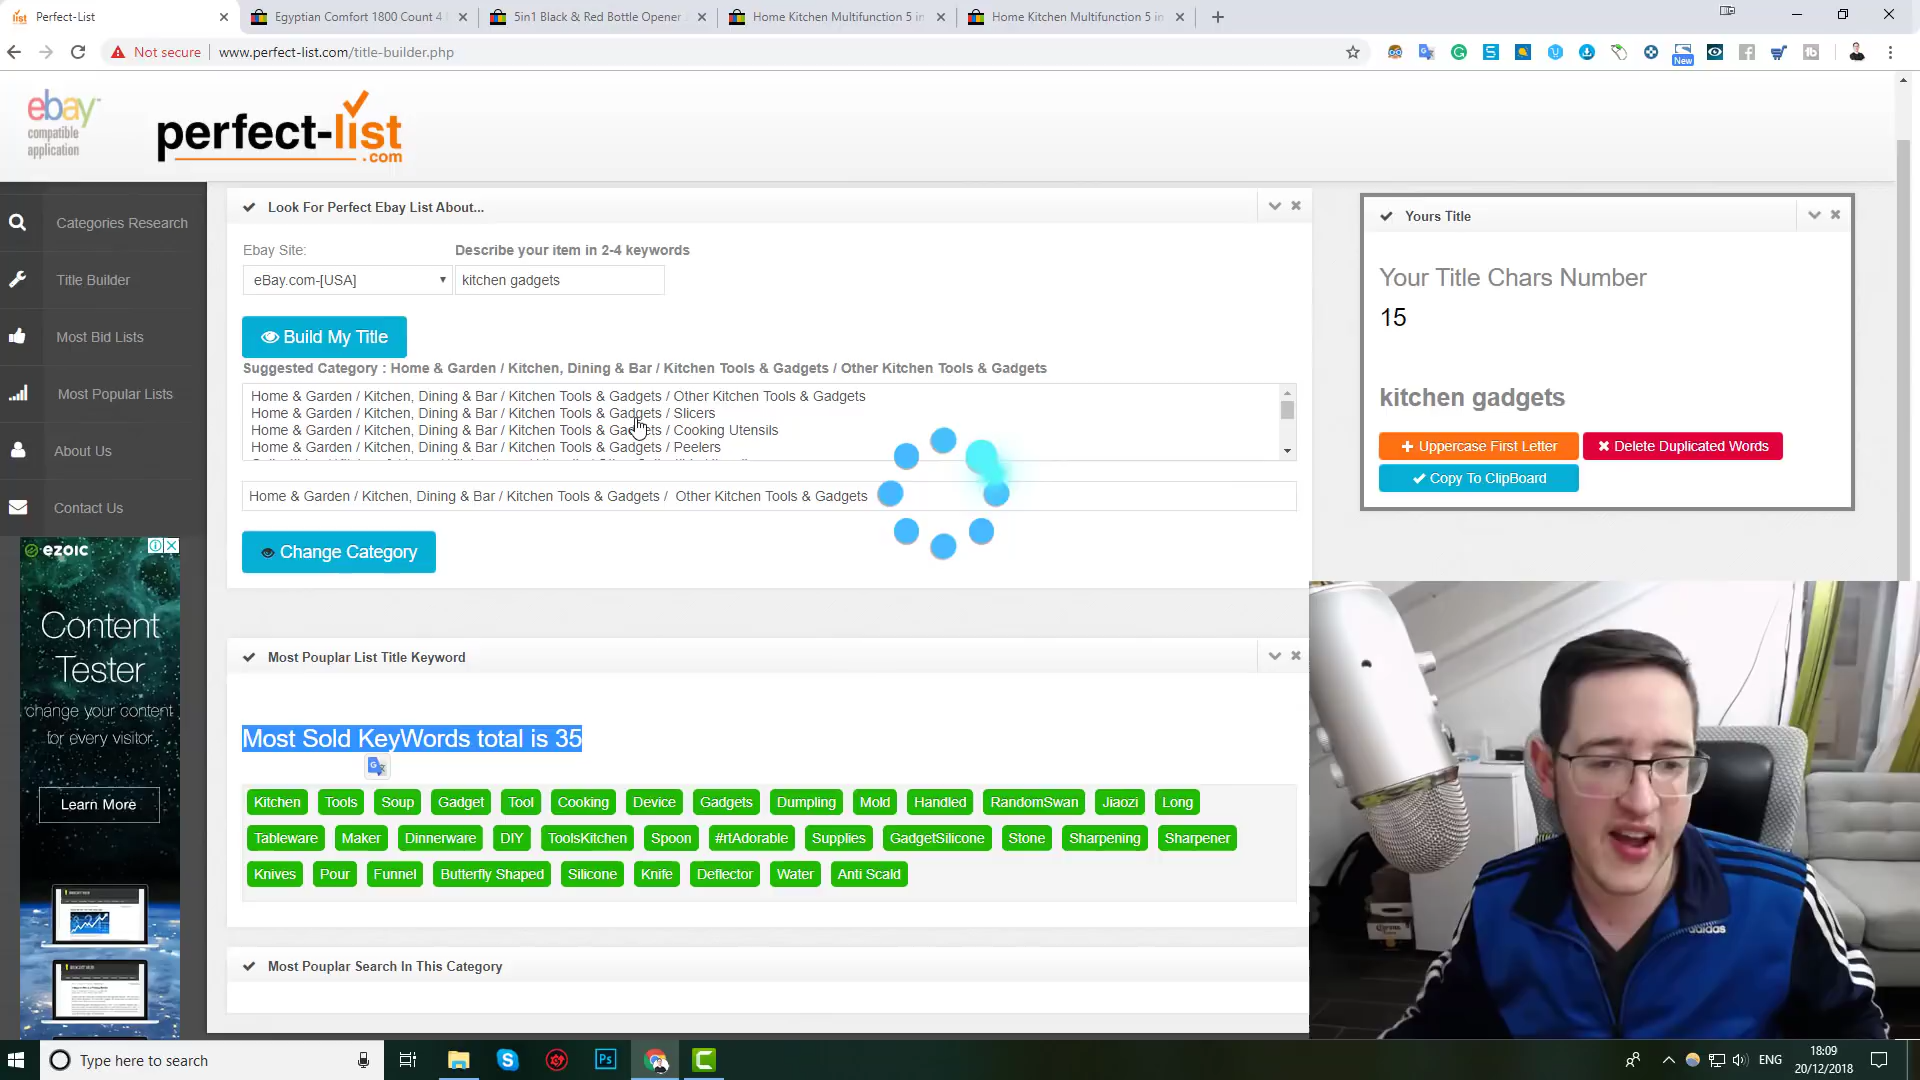 Perfect-List
Egyptian Comfort 1800 Count 4
5in1 Black & Red Bottle Opener
Home Kitchen Multifunction 5 in
Home Kitchen Multifunction 5 in
Not secure
www.perfect-list.com/title-builder.php
New
ebay
compatible
application
perfect-list
.com
Categories Research
Title Builder
Most Bid Lists
Most Popular Lists
About Us
Contact Us
ezoic
Content
Tester
change your content
for every visitor
Learn More
Look For Perfect Ebay List About...
Ebay Site:
Describe your item in 2-4 keywords
eBay.com-[USA]
kitchen gadgets
Build My Title
Suggested Category : Home & Garden / Kitchen, Dining & Bar / Kitchen Tools & Gadgets / Other Kitchen Tools & Gadgets
Home & Garden / Kitchen, Dining & Bar / Kitchen Tools & Gadgets / Other Kitchen Tools & Gadgets
Home & Garden / Kitchen, Dining & Bar / Kitchen Tools & Gadgets / Slicers
Home & Garden / Kitchen, Dining & Bar / Kitchen Tools & Gadgets / Cooking Utensils
Home & Garden / Kitchen, Dining & Bar / Kitchen Tools & Gadgets / Peelers
Home & Garden / Kitchen, Dining & Bar / Kitchen Tools & Gadgets / Other Kitchen Tools & Gadgets
Change Category
Most Pouplar List Title Keyword
Most Sold KeyWords total is 35
Kitchen Tools Soup Gadget Tool Cooking Device Gadgets Dumpling Mold Handled RandomSwan Jiaozi Long
Tableware Maker Dinnerware DIY ToolsKitchen Spoon #rtAdorable Supplies GadgetSilicone Stone Sharpening Sharpener
Knives Pour Funnel Butterfly Shaped Silicone Knife Deflector Water Anti Scald
Most Pouplar Search In This Category
Yours Title
Your Title Chars Number
15
kitchen gadgets
Uppercase First Letter
Delete Duplicated Words
Copy To ClipBoard
adidas
Type here to search
Ps
ENG
18:09
20/12/2018